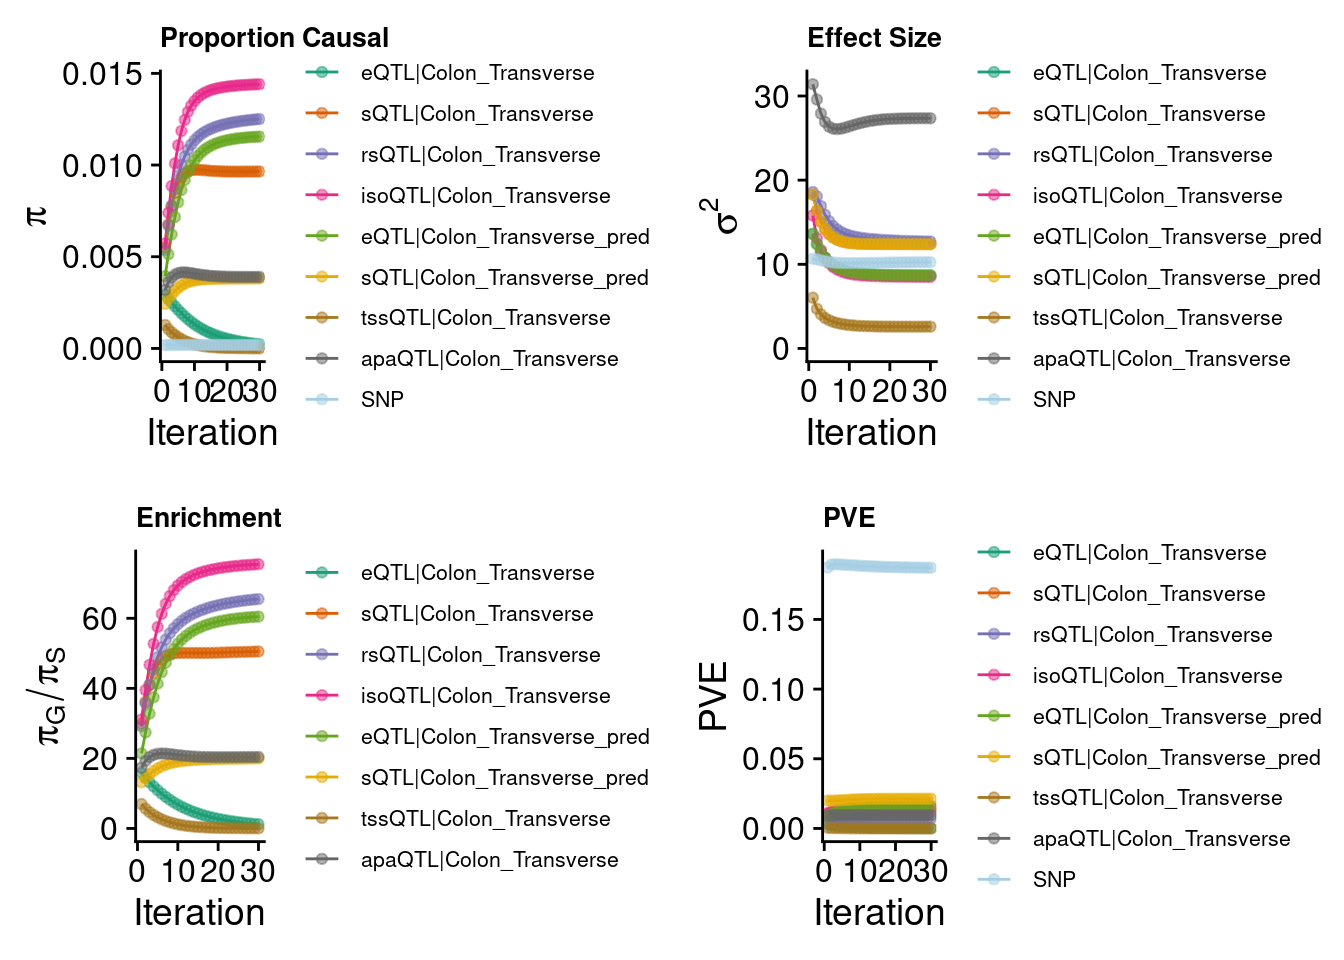 Proportion Causal
π
0.015
0.010
0.005
0.000
0 10 20 30
Iteration
eQTL|Colon_Transverse
sQTL|Colon_Transverse
rsQTL|Colon_Transverse
isoQTL|Colon_Transverse
eQTL|Colon_Transverse_pred
sQTL|Colon_Transverse_pred
tssQTL|Colon_Transverse
apaQTL|Colon_Transverse
SNP
Effect Size
σ²
30
20
10
0
0 10 20 30
Iteration
eQTL|Colon_Transverse
sQTL|Colon_Transverse
rsQTL|Colon_Transverse
isoQTL|Colon_Transverse
eQTL|Colon_Transverse_pred
sQTL|Colon_Transverse_pred
tssQTL|Colon_Transverse
apaQTL|Colon_Transverse
SNP
Enrichment
π_G/π_S
60
40
20
0
0 10 20 30
Iteration
eQTL|Colon_Transverse
sQTL|Colon_Transverse
rsQTL|Colon_Transverse
isoQTL|Colon_Transverse
eQTL|Colon_Transverse_pred
sQTL|Colon_Transverse_pred
tssQTL|Colon_Transverse
apaQTL|Colon_Transverse
PVE
PVE
0.15
0.10
0.05
0.00
0 10 20 30
Iteration
eQTL|Colon_Transverse
sQTL|Colon_Transverse
rsQTL|Colon_Transverse
isoQTL|Colon_Transverse
eQTL|Colon_Transverse_pred
sQTL|Colon_Transverse_pred
tssQTL|Colon_Transverse
apaQTL|Colon_Transverse
SNP